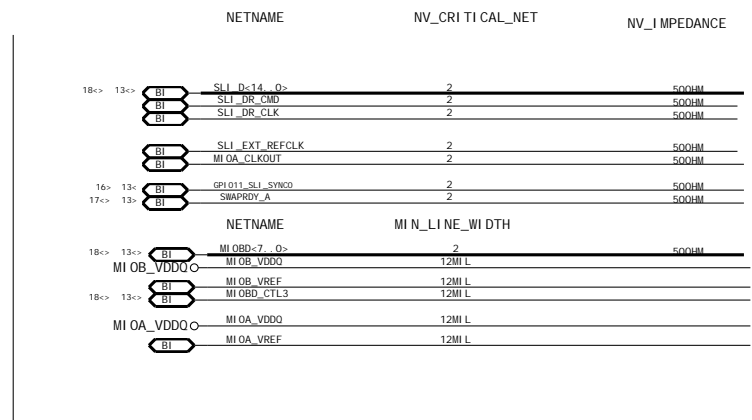 NETNAME NV_CRITICAL_NET NV_IMPEDANCE
18<> 13<> BI SLI_D<14..0> 2 50OHM
BI SLI_DR_CMD 2 50OHM
BI SLI_DR_CLK 2 50OHM
BI SLI_EXT_REFCLK 2 50OHM
BI MIOA_CLKOUT 2 50OHM
16> 13< BI GPIO11_SLI_SYNCO 2 50OHM
17<> 13> BI SWAPRDY_A 2 50OHM
NETNAME MIN_LINE_WIDTH
18<> 13<> BI MIOBD<7..0> 2 50OHM
MIOB_VDDQ MIOB_VDDQ 12MIL
BI MIOB_VREF 12MIL
18<> 13<> BI MIOBD_CTL3 12MIL
MIOA_VDDQ MIOA_VDDQ 12MIL
BI MIOA_VREF 12MIL